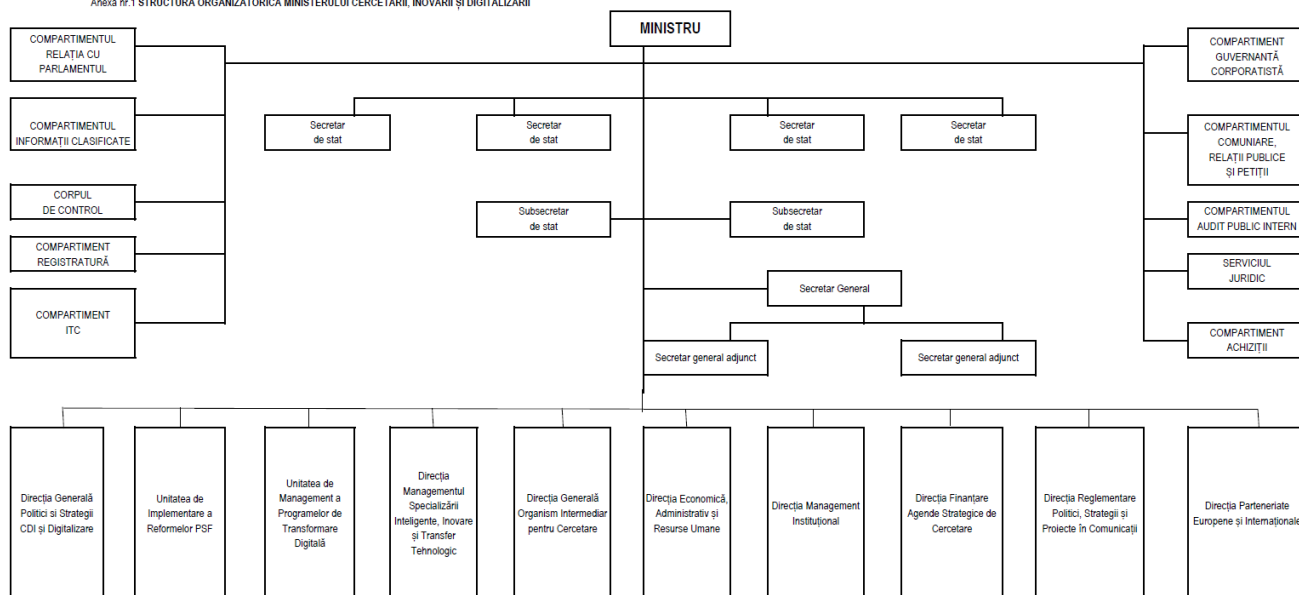 Anexa nr.1 STRUCTURA ORGANIZATORICĂ MINISTERULUI CERCETĂRII, INOVĂRII ȘI DIGITALIZĂRII
MINISTRU
COMPARTIMENTUL
RELAȚIA CU
PARLAMENTUL
COMPARTIMENTUL
INFORMAȚII CLASIFICATE
CORPUL
DE CONTROL
COMPARTIMENT
REGISTRATURĂ
COMPARTIMENT
ITC
COMPARTIMENT
GUVERNANTĂ
CORPORATISTĂ
COMPARTIMENTUL
COMUNIARE,
RELAȚII PUBLICE
ȘI PETIȚII
COMPARTIMENTUL
AUDIT PUBLIC INTERN
SERVICIUL
JURIDIC
COMPARTIMENT
ACHIZIȚII
Secretar
de stat
Secretar
de stat
Secretar
de stat
Secretar
de stat
Subsecretar
de stat
Subsecretar
de stat
Secretar General
Secretar general adjunct
Secretar general adjunct
Direcția Generală
Politici si Strategii
CDI și Digitalizare
Unitatea de
Implementare a
Reformelor PSF
Unitatea de
Management a
Programelor de
Transformare
Digitală
Direcția
Managementul
Specializării
Inteligente, Inovare
și Transfer
Tehnologic
Direcția Generală
Organism Intermediar
pentru Cercetare
Direcția Economică,
Administrativ și
Resurse Umane
Direcția Management
Instituțional
Direcția Finanțare
Agende Strategice de
Cercetare
Direcția Reglementare
Politici, Strategii și
Proiecte în Comunicații
Direcția Parteneriate
Europene și Internaționale